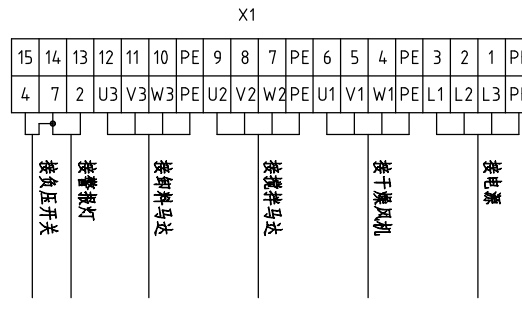 X1
15 14 13 12 11 10 PE 9 8 7 PE 6 5 4 PE 3 2 1 PE
4 7 2 U3 V3 W3 PE U2 V2 W2 PE U1 V1 W1 PE L1 L2 L3 PE
接负压开关
接警报灯
接卸料马达
接搅拌马达
接干燥风机
接电源